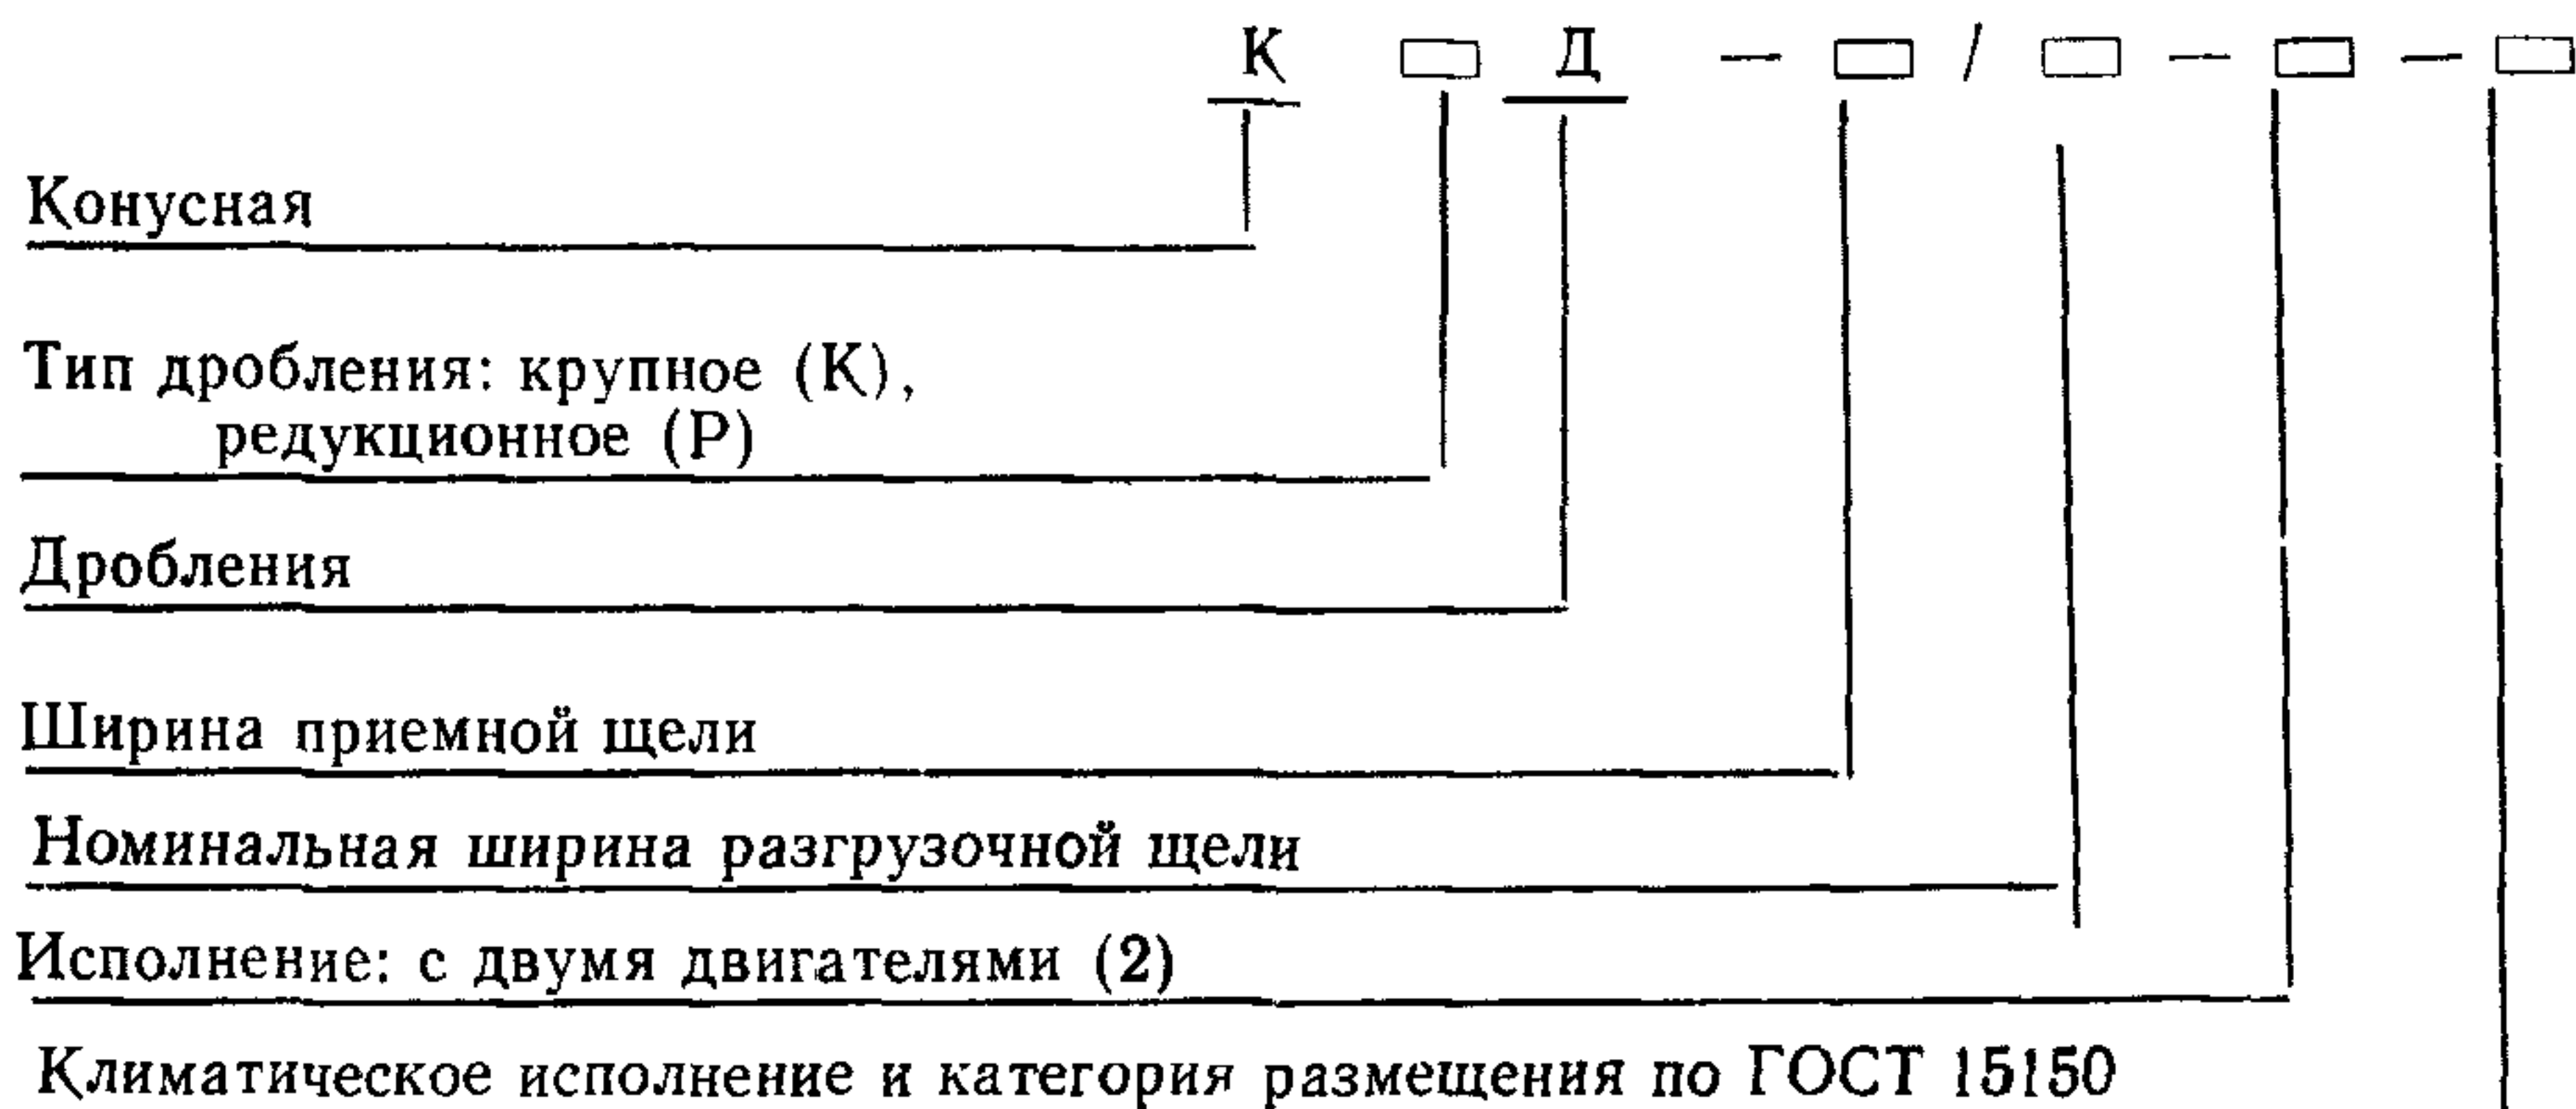 К □ Д — □ / □ — □ — □
Конусная
Тип дробления: крупное (К),
редукционное (Р)
Дробления
Ширина приемной щели
Номинальная ширина разгрузочной щели
Исполнение: с двумя двигателями (2)
Климатическое исполнение и категория размещения по ГОСТ 15150